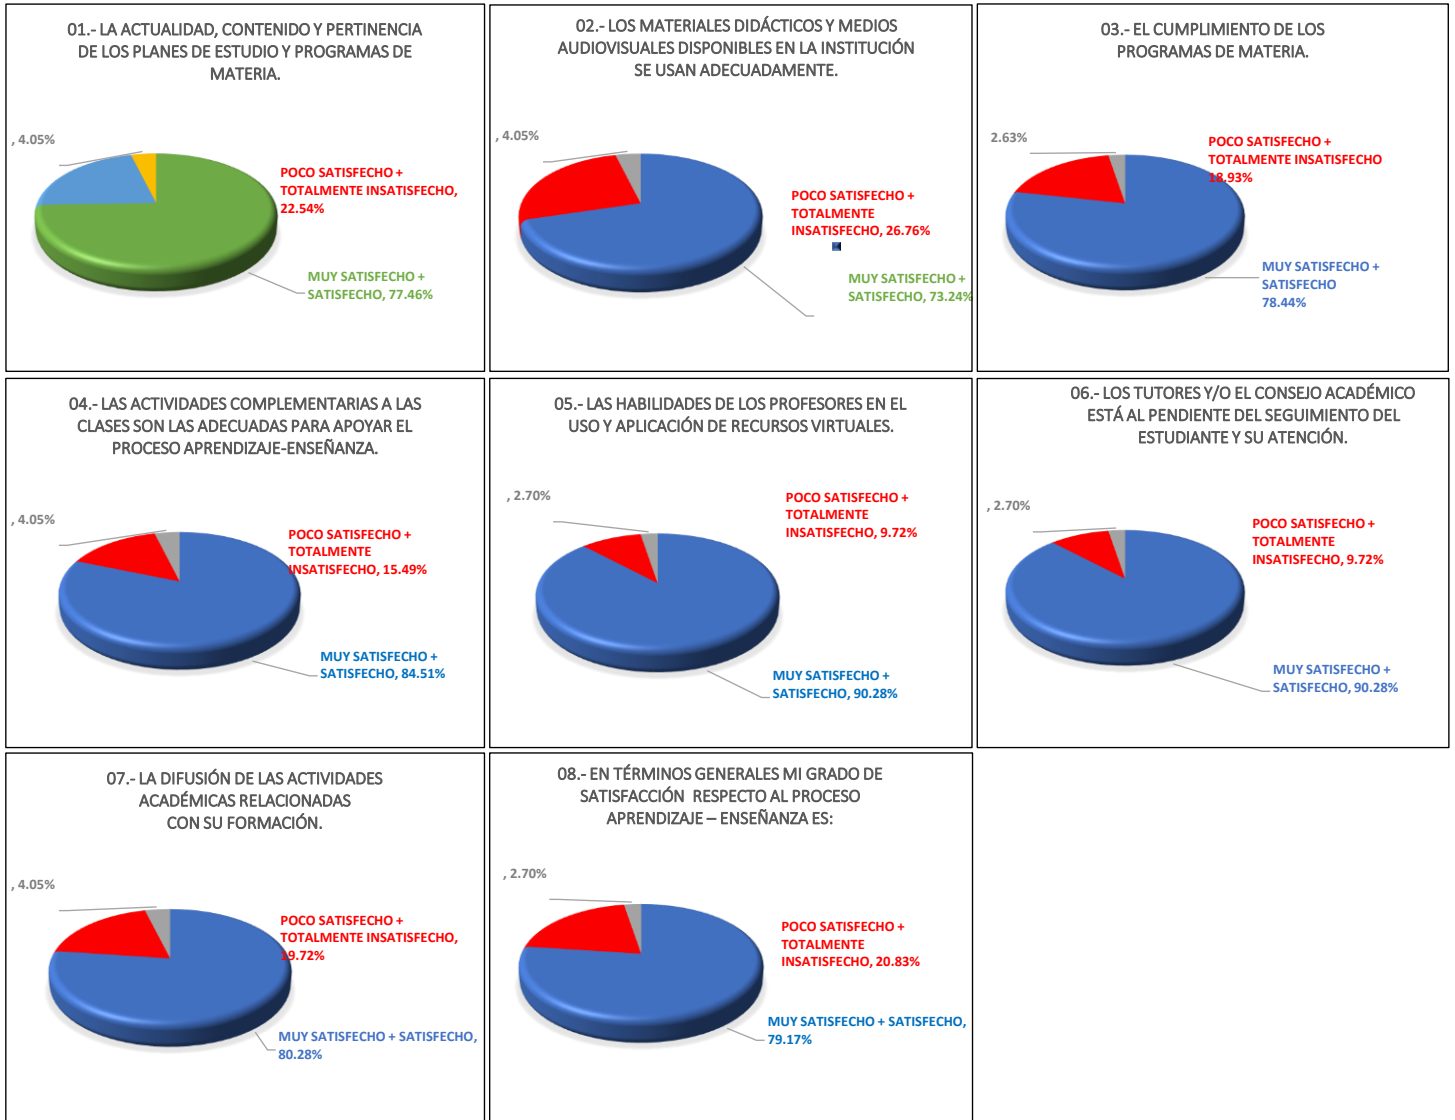 01.- LA ACTUALIDAD, CONTENIDO Y PERTINENCIA
DE LOS PLANES DE ESTUDIO Y PROGRAMAS DE
MATERIA.
, 4.05%
POCO SATISFECHO +
TOTALMENTE INSATISFECHO,
22.54%
MUY SATISFECHO +
SATISFECHO, 77.46%
02.- LOS MATERIALES DIDÁCTICOS Y MEDIOS
AUDIOVISUALES DISPONIBLES EN LA INSTITUCIÓN
SE USAN ADECUADAMENTE.
, 4.05%
POCO SATISFECHO +
TOTALMENTE
INSATISFECHO, 26.76%
MUY SATISFECHO +
SATISFECHO, 73.24%
03.- EL CUMPLIMIENTO DE LOS
PROGRAMAS DE MATERIA.
2.63%
POCO SATISFECHO +
TOTALMENTE INSATISFECHO
18.93%
MUY SATISFECHO +
SATISFECHO
78.44%
04.- LAS ACTIVIDADES COMPLEMENTARIAS A LAS
CLASES SON LAS ADECUADAS PARA APOYAR EL
PROCESO APRENDIZAJE-ENSEÑANZA.
, 4.05%
POCO SATISFECHO +
TOTALMENTE
INSATISFECHO, 15.49%
MUY SATISFECHO +
SATISFECHO, 84.51%
05.- LAS HABILIDADES DE LOS PROFESORES EN EL
USO Y APLICACIÓN DE RECURSOS VIRTUALES.
, 2.70%
POCO SATISFECHO +
TOTALMENTE
INSATISFECHO, 9.72%
MUY SATISFECHO +
SATISFECHO, 90.28%
06.- LOS TUTORES Y/O EL CONSEJO ACADÉMICO
ESTÁ AL PENDIENTE DEL SEGUIMIENTO DEL
ESTUDIANTE Y SU ATENCIÓN.
, 2.70%
POCO SATISFECHO +
TOTALMENTE
INSATISFECHO, 9.72%
MUY SATISFECHO +
SATISFECHO, 90.28%
07.- LA DIFUSIÓN DE LAS ACTIVIDADES
ACADÉMICAS RELACIONADAS
CON SU FORMACIÓN.
, 4.05%
POCO SATISFECHO +
TOTALMENTE INSATISFECHO,
19.72%
MUY SATISFECHO + SATISFECHO,
80.28%
08.- EN TÉRMINOS GENERALES MI GRADO DE
SATISFACCIÓN RESPECTO AL PROCESO
APRENDIZAJE – ENSEÑANZA ES:
, 2.70%
POCO SATISFECHO +
TOTALMENTE
INSATISFECHO, 20.83%
MUY SATISFECHO + SATISFECHO,
79.17%